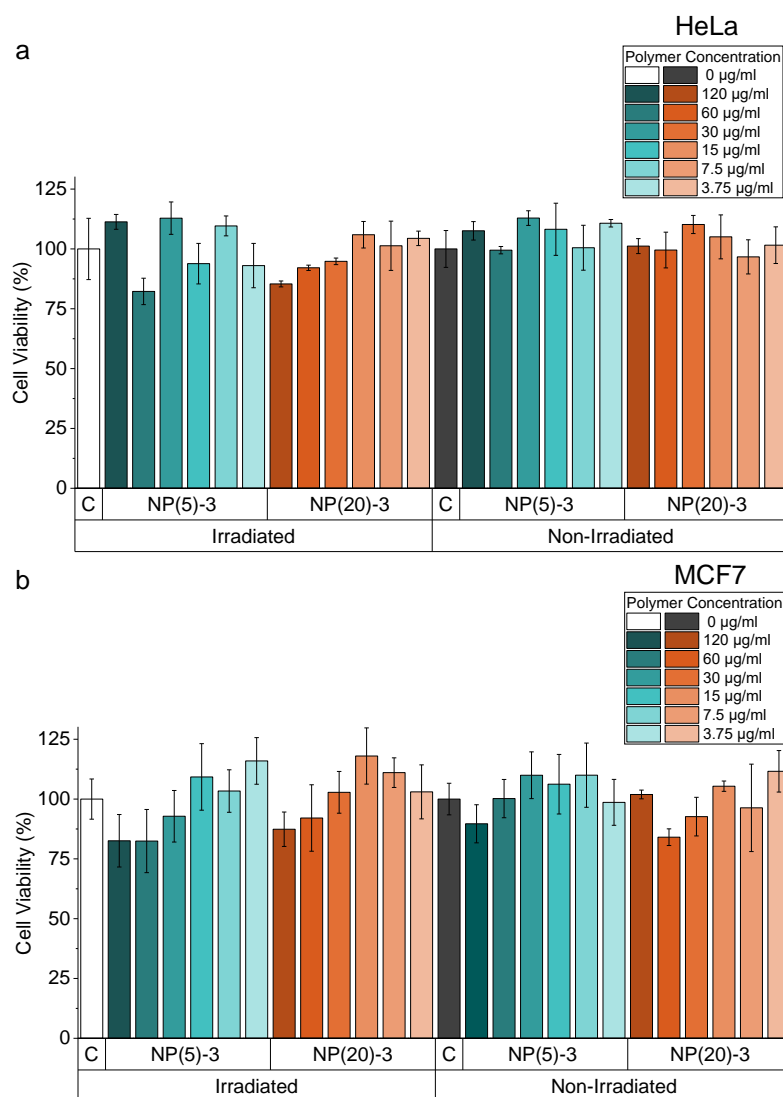 HeLa
a
Polymer Concentration
0 µg/ml
120 µg/ml
60 µg/ml
30 µg/ml
15 µg/ml
7.5 µg/ml
3.75 µg/ml
125
100
75
50
25
0
Cell Viability (%)
C NP(5)-3 NP(20)-3 C NP(5)-3 NP(20)-3
Irradiated Non-Irradiated
b
MCF7
Polymer Concentration
0 µg/ml
120 µg/ml
60 µg/ml
30 µg/ml
15 µg/ml
7.5 µg/ml
3.75 µg/ml
125
100
75
50
25
0
Cell Viability (%)
C NP(5)-3 NP(20)-3 C NP(5)-3 NP(20)-3
Irradiated Non-Irradiated